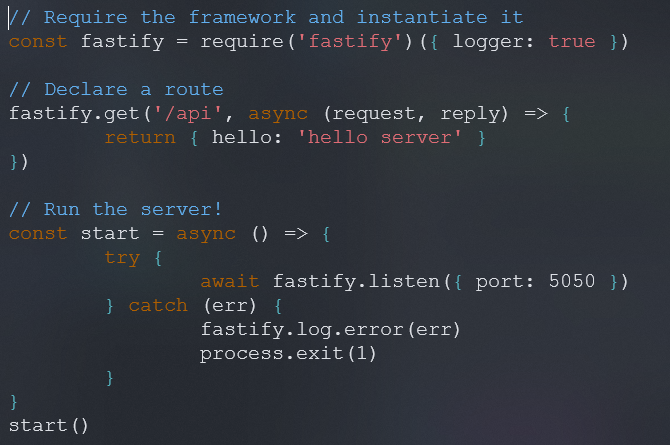 // Require the framework and instantiate it
const fastify = require('fastify')({ logger: true })

// Declare a route
fastify.get('/api', async (request, reply) => {
        return { hello: 'hello server' }
})

// Run the server!
const start = async () => {
        try {
                await fastify.listen({ port: 5050 })
        } catch (err) {
                fastify.log.error(err)
                process.exit(1)
        }
}
start()